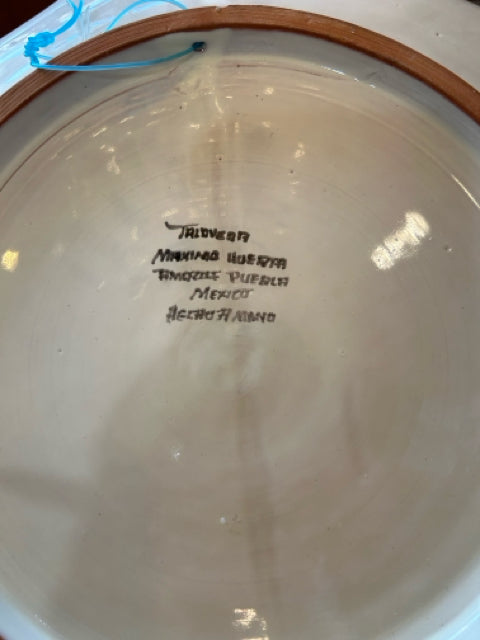 TALAVERA
MAXIMO HUERTA
AMOZOC PUEBLA
MEXICO
HECHO A MANO